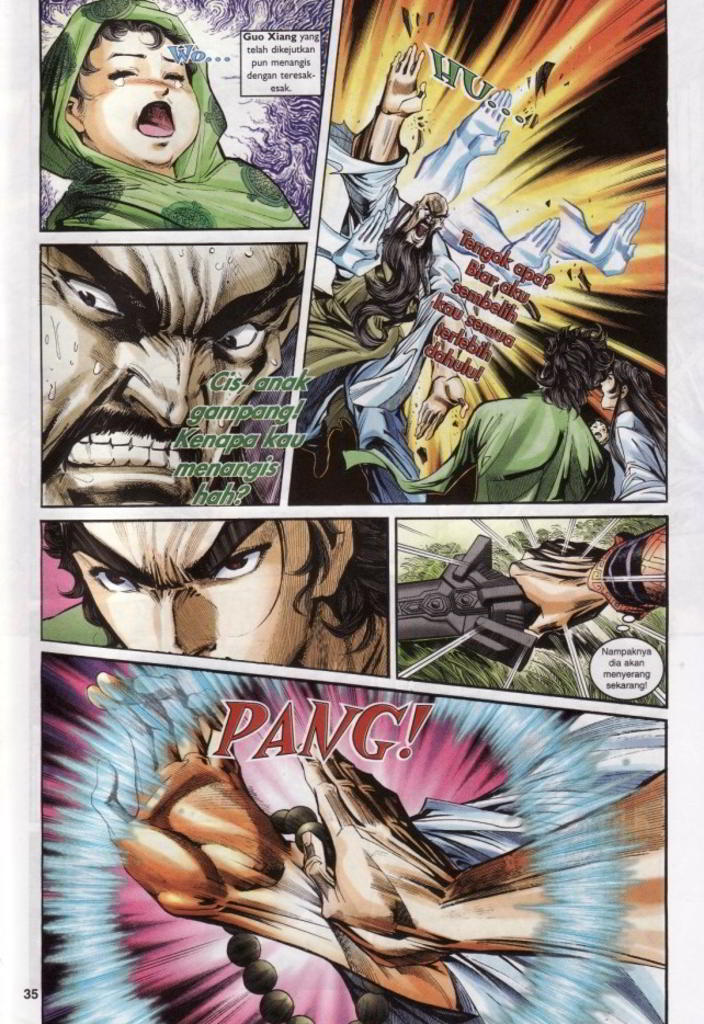 Wo...
Guo Xiang yang
telah dikejutkan
pun menangis
dengan teresak-
esak.
HU...
Tengok apa?
Biar aku
sembelih
kau semua
terlebih
dahulu!
Cis, anak
gampang!
Kenapa kau
menangis
hah?
Nampaknya
dia akan
menyerang
sekarang!
PANG!
35